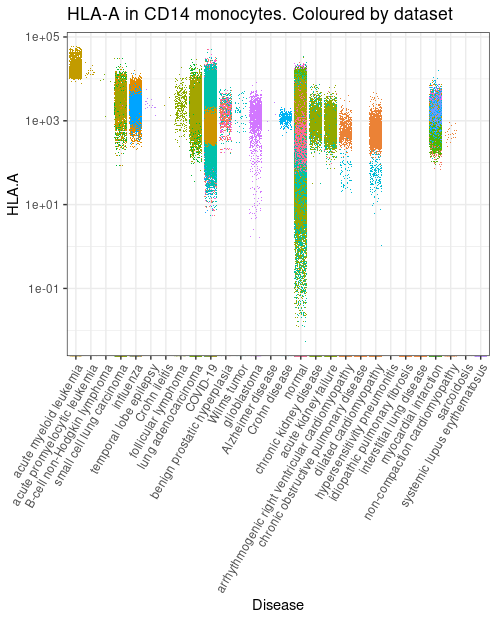 HLA-A in CD14 monocytes. Coloured by dataset
1e+05
1e+03
1e+01
1e-01
HLA.A
acute myeloid leukemia
acute promyelocytic leukemia
B-cell non-Hodgkin lymphoma
small cell lung carcinoma
influenza
temporal lobe epilepsy
Crohn ileitis
follicular lymphoma
lung adenocarcinoma
COVID-19
benign prostatic hyperplasia
Wilms tumor
glioblastoma
Alzheimer disease
Crohn disease
normal
chronic kidney disease
acute kidney failure
arrhythmogenic right ventricular cardiomyopathy
chronic obstructive pulmonary disease
dilated cardiomyopathy
hypersensitivity pneumonitis
idiopathic pulmonary fibrosis
interstitial lung disease
myocardial infarction
non-compaction cardiomyopathy
sarcoidosis
systemic lupus erythematosus
Disease